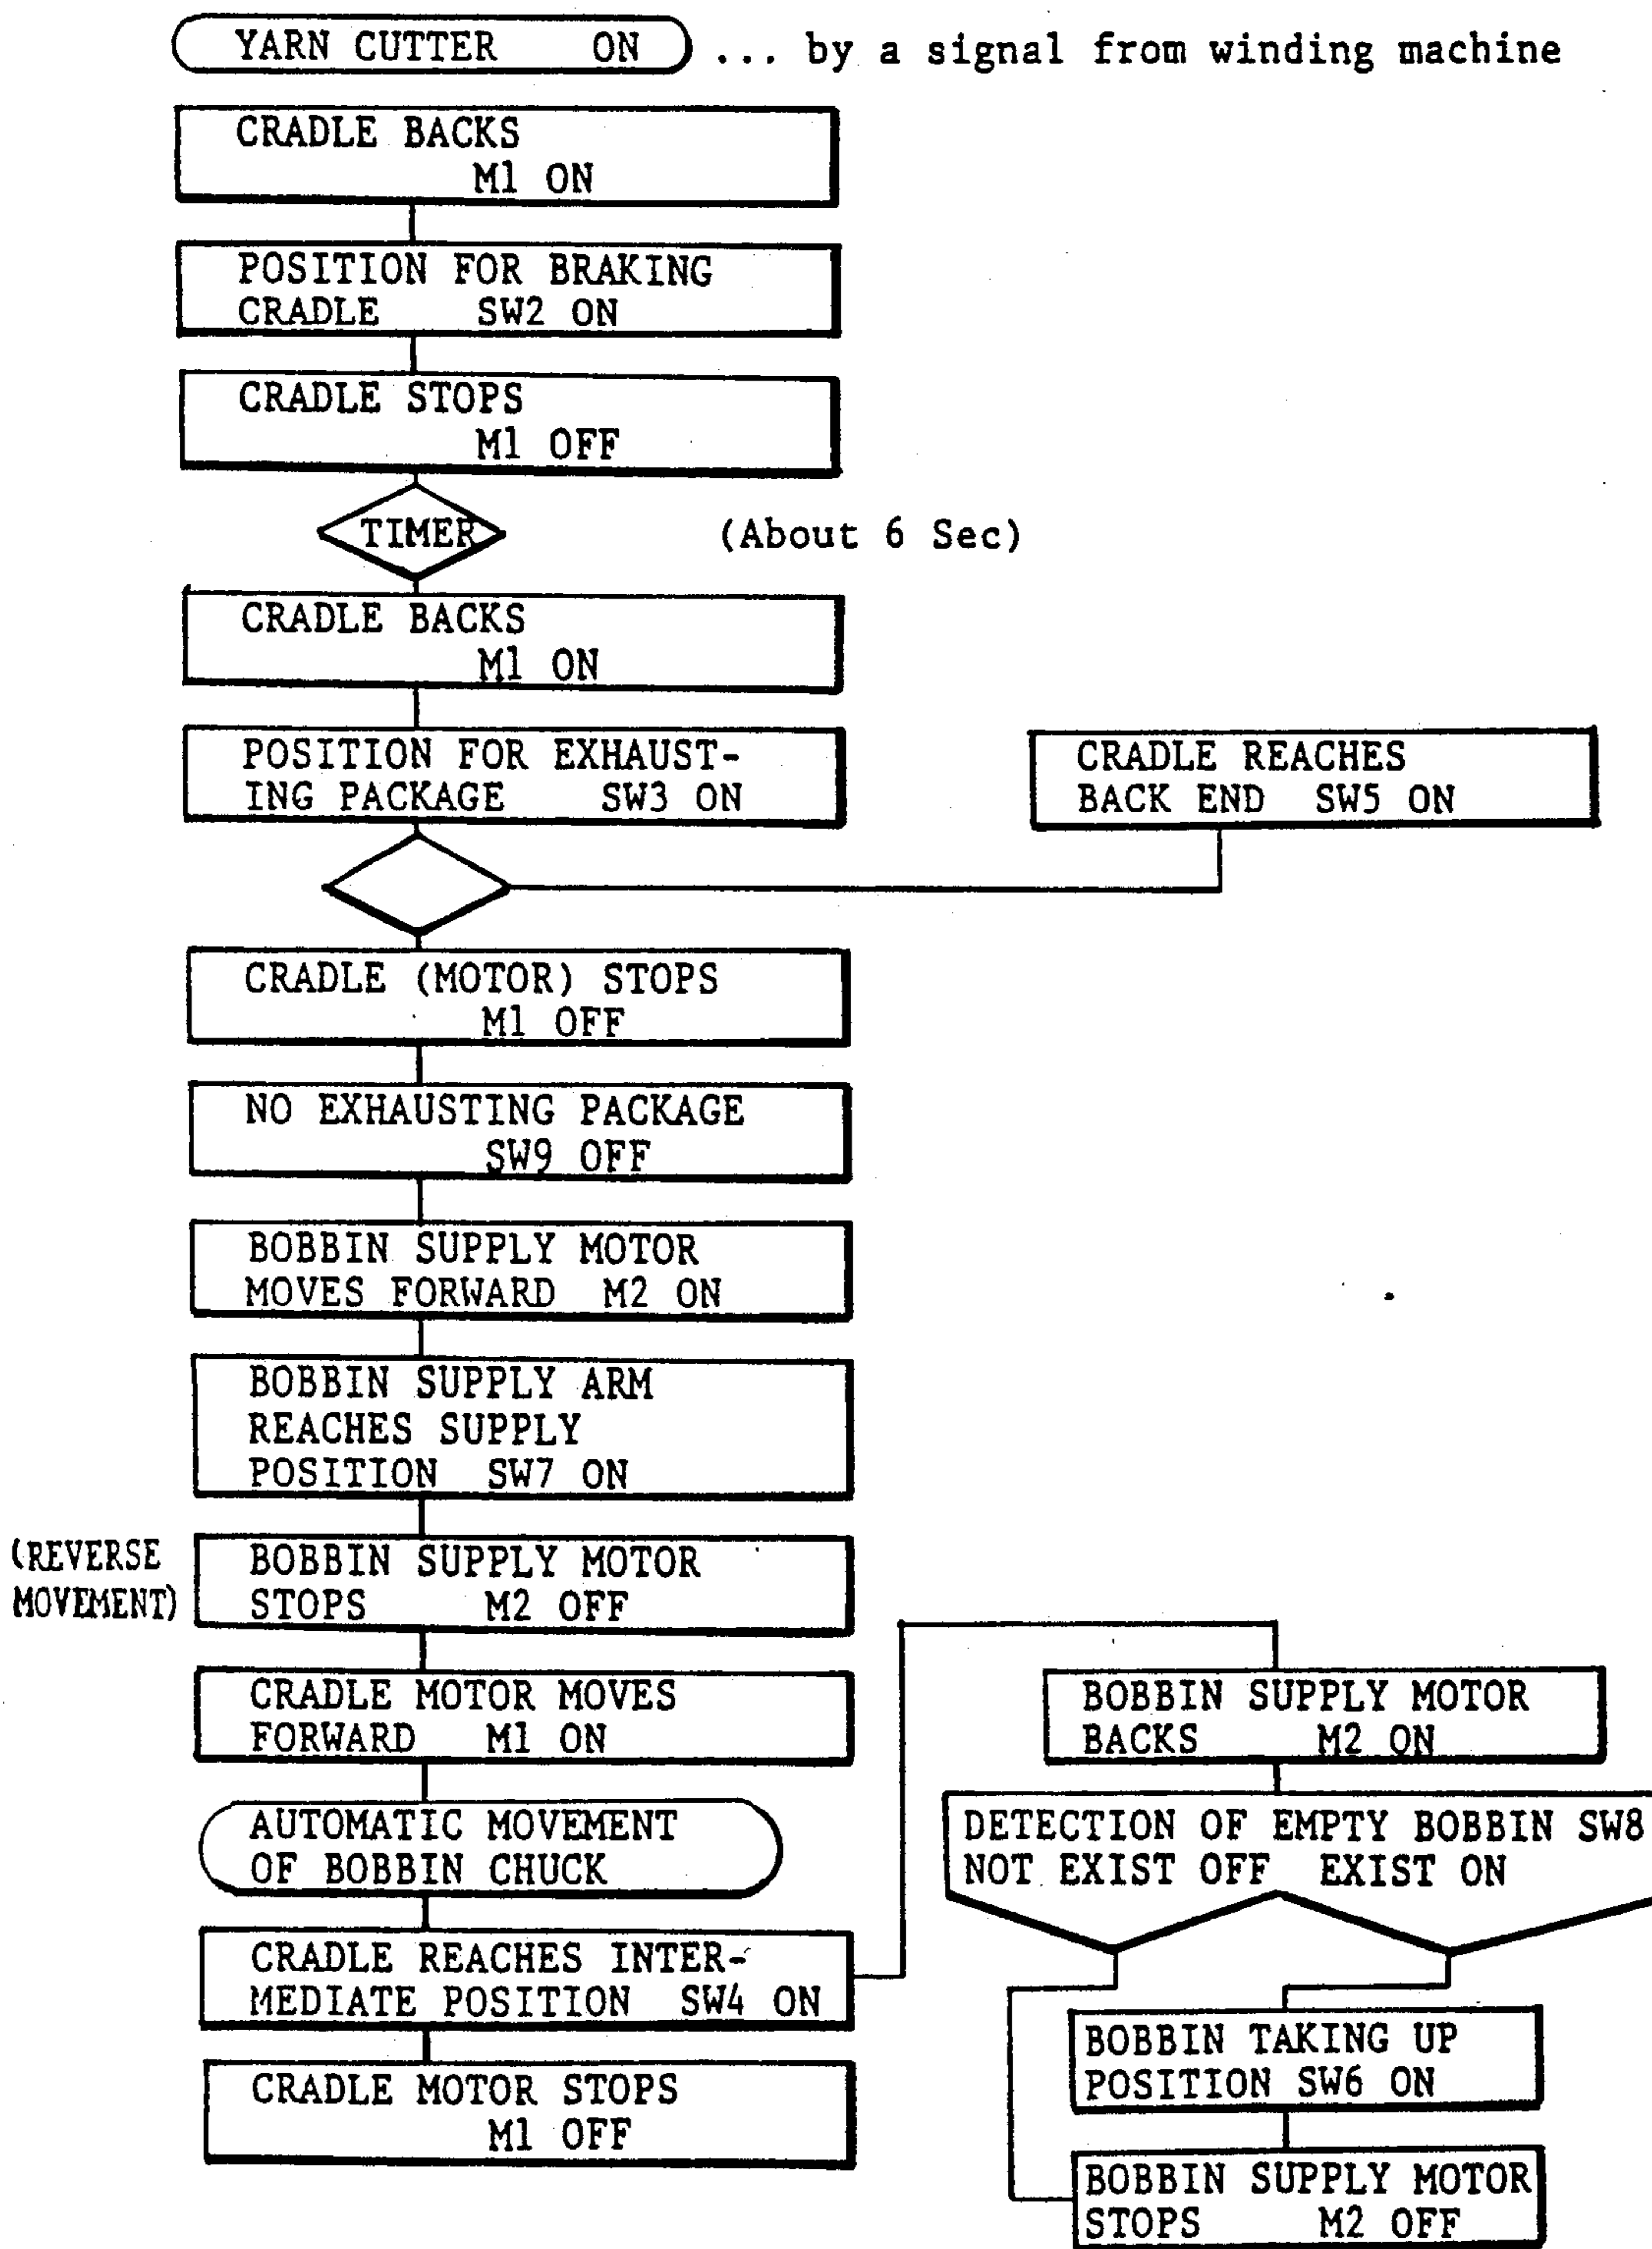 YARN CUTTER ON ... by a signal from winding machine
CRADLE BACKS
M1 ON
POSITION FOR BRAKING
CRADLE SW2 ON
CRADLE STOPS
M1 OFF
TIMER (About 6 Sec)
CRADLE BACKS
M1 ON
POSITION FOR EXHAUST-
ING PACKAGE SW3 ON
CRADLE REACHES
BACK END SW5 ON
CRADLE (MOTOR) STOPS
M1 OFF
NO EXHAUSTING PACKAGE
SW9 OFF
BOBBIN SUPPLY MOTOR
MOVES FORWARD M2 ON
BOBBIN SUPPLY ARM
REACHES SUPPLY
POSITION SW7 ON
(REVERSE
MOVEMENT)
BOBBIN SUPPLY MOTOR
STOPS M2 OFF
CRADLE MOTOR MOVES
FORWARD M1 ON
AUTOMATIC MOVEMENT
OF BOBBIN CHUCK
CRADLE REACHES INTER-
MEDIATE POSITION SW4 ON
CRADLE MOTOR STOPS
M1 OFF
BOBBIN SUPPLY MOTOR
BACKS M2 ON
DETECTION OF EMPTY BOBBIN SW8
NOT EXIST OFF EXIST ON
BOBBIN TAKING UP
POSITION SW6 ON
BOBBIN SUPPLY MOTOR
STOPS M2 OFF